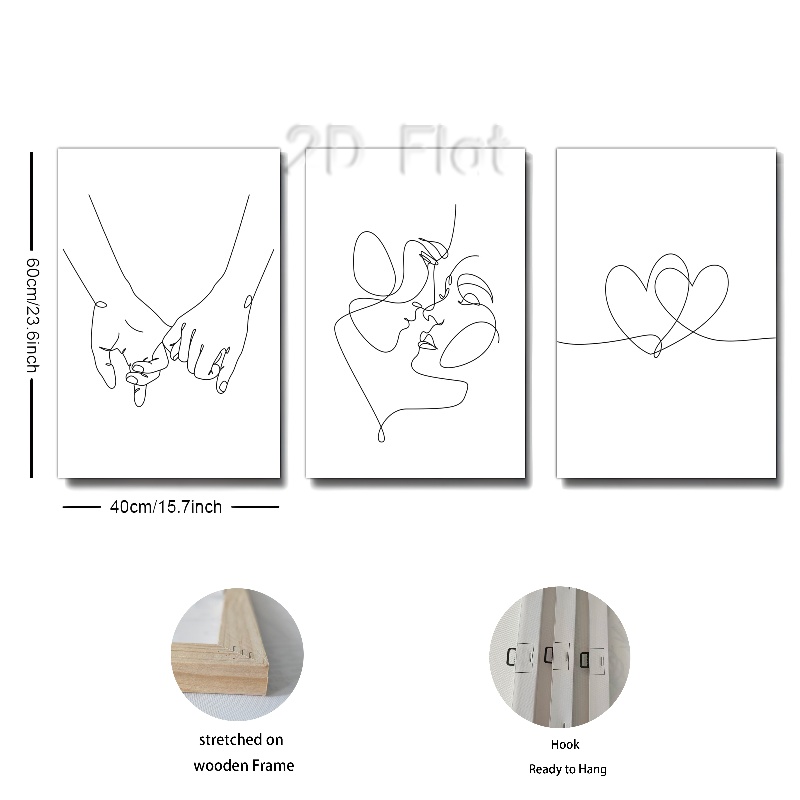 2D Flat
60cm/23.6inch
40cm/15.7inch
stretched on
wooden Frame
Hook
Ready to Hang